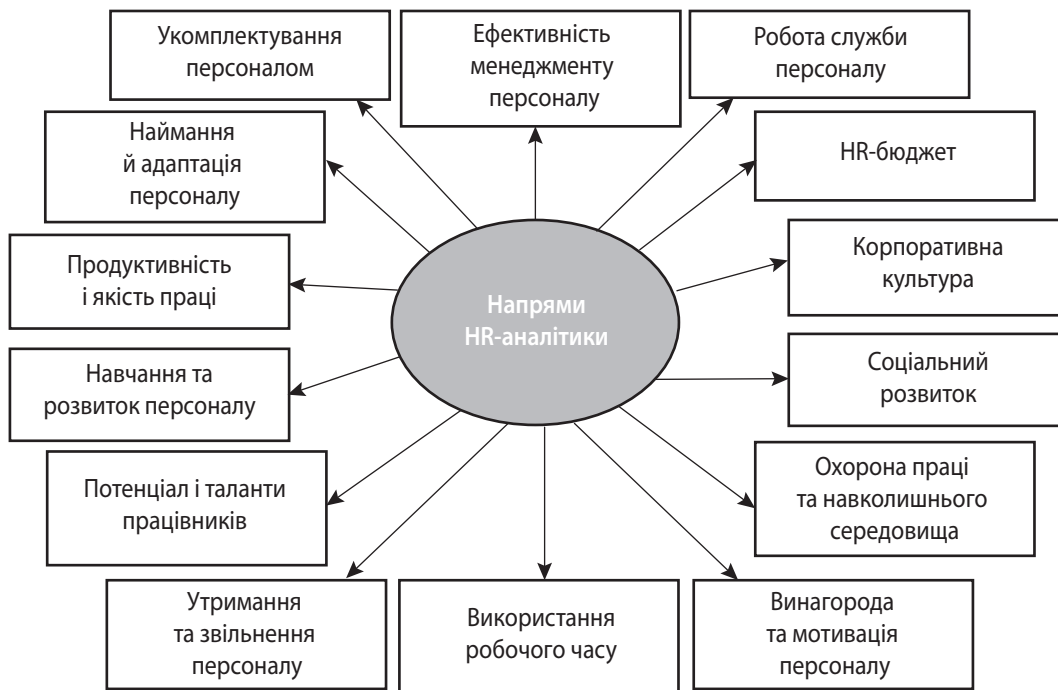 Укомплектування
персоналом
Ефективність
менеджменту
персоналу
Робота служби
персоналу
Наймання
й адаптація
персоналу
HR-бюджет
Продуктивність
і якість праці
Напрями
HR-аналітики
Корпоративна
культура
Навчання та
розвиток персоналу
Соціальний
розвиток
Потенціал і таланти
працівників
Охорона праці
та навколишнього
середовища
Утримання
та звільнення
персоналу
Використання
робочого часу
Винагорода
та мотивація
персоналу